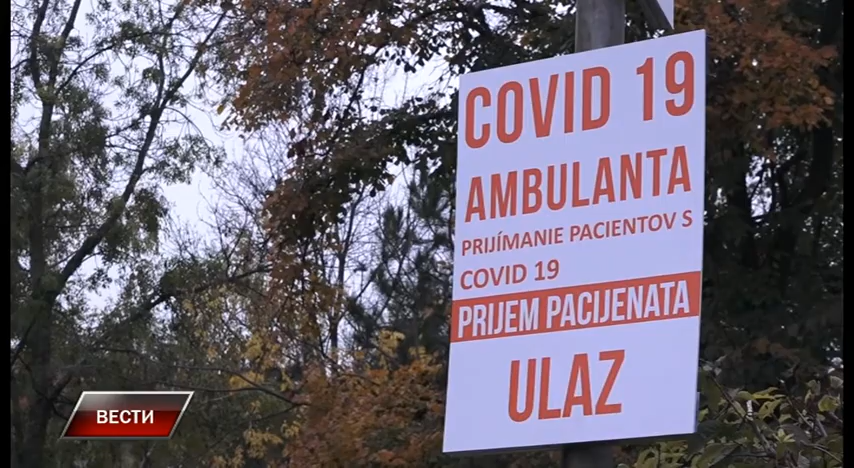 COVID 19
AMBULANTA
PRIJÍMANIE PACIENTOV S
COVID 19
PRIJEM PACIJENATA
ULAZ
ВЕСТИ